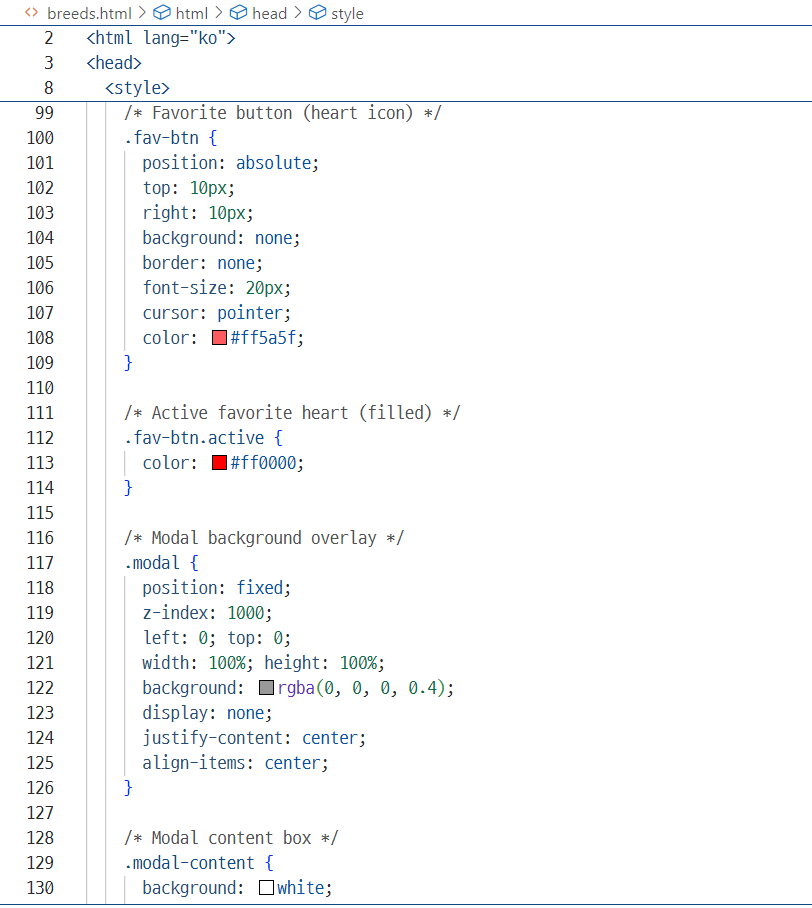 <> breeds.html > html > head > style
2 <html lang="ko">
3 <head>
8 <style>
99 /* Favorite button (heart icon) */
100 .fav-btn {
101 position: absolute;
102 top: 10px;
103 right: 10px;
104 background: none;
105 border: none;
106 font-size: 20px;
107 cursor: pointer;
108 color: #ff5a5f;
109 }
110
111 /* Active favorite heart (filled) */
112 .fav-btn.active {
113 color: #ff0000;
114 }
115
116 /* Modal background overlay */
117 .modal {
118 position: fixed;
119 z-index: 1000;
120 left: 0; top: 0;
121 width: 100%; height: 100%;
122 background: rgba(0, 0, 0, 0.4);
123 display: none;
124 justify-content: center;
125 align-items: center;
126 }
127
128 /* Modal content box */
129 .modal-content {
130 background: white;